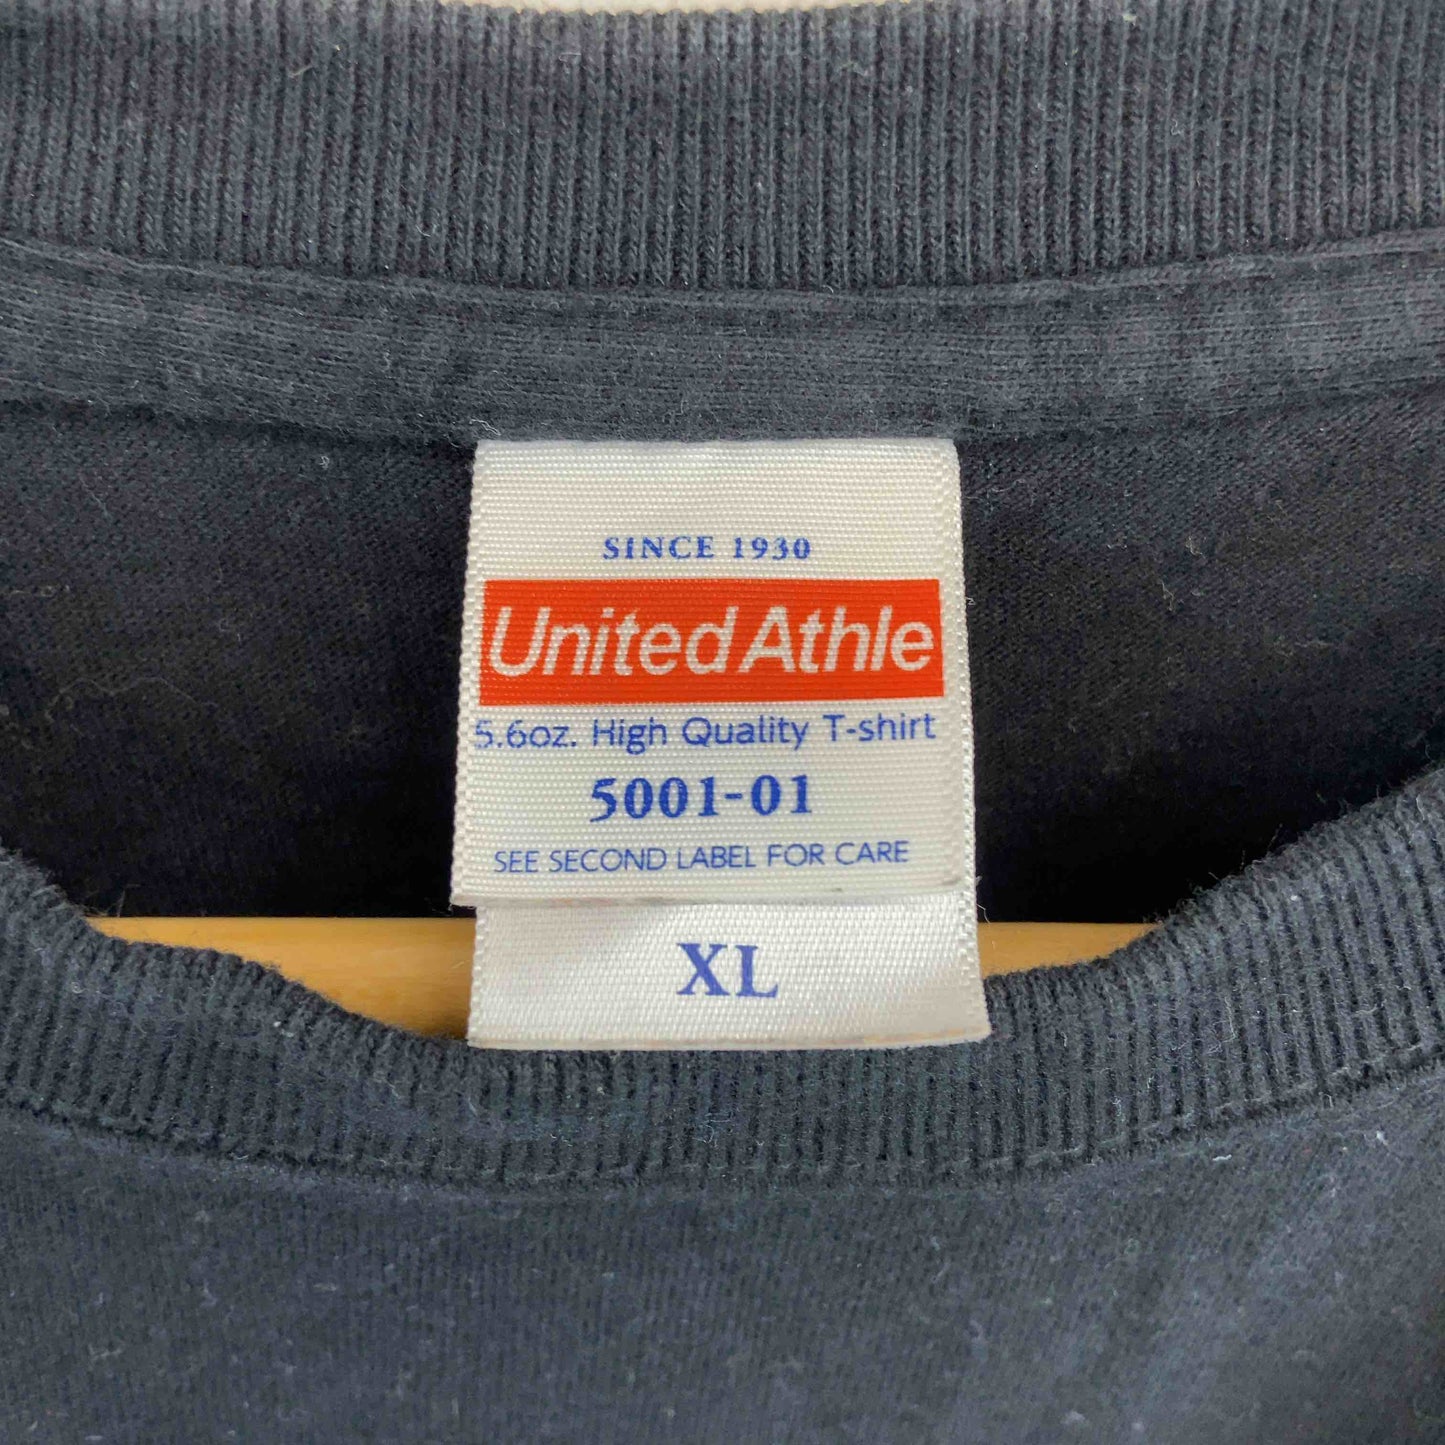 SINCE 1930
United Athle
5.6oz. High Quality T-shirt
5001-01
SEE SECOND LABEL FOR CARE
XL